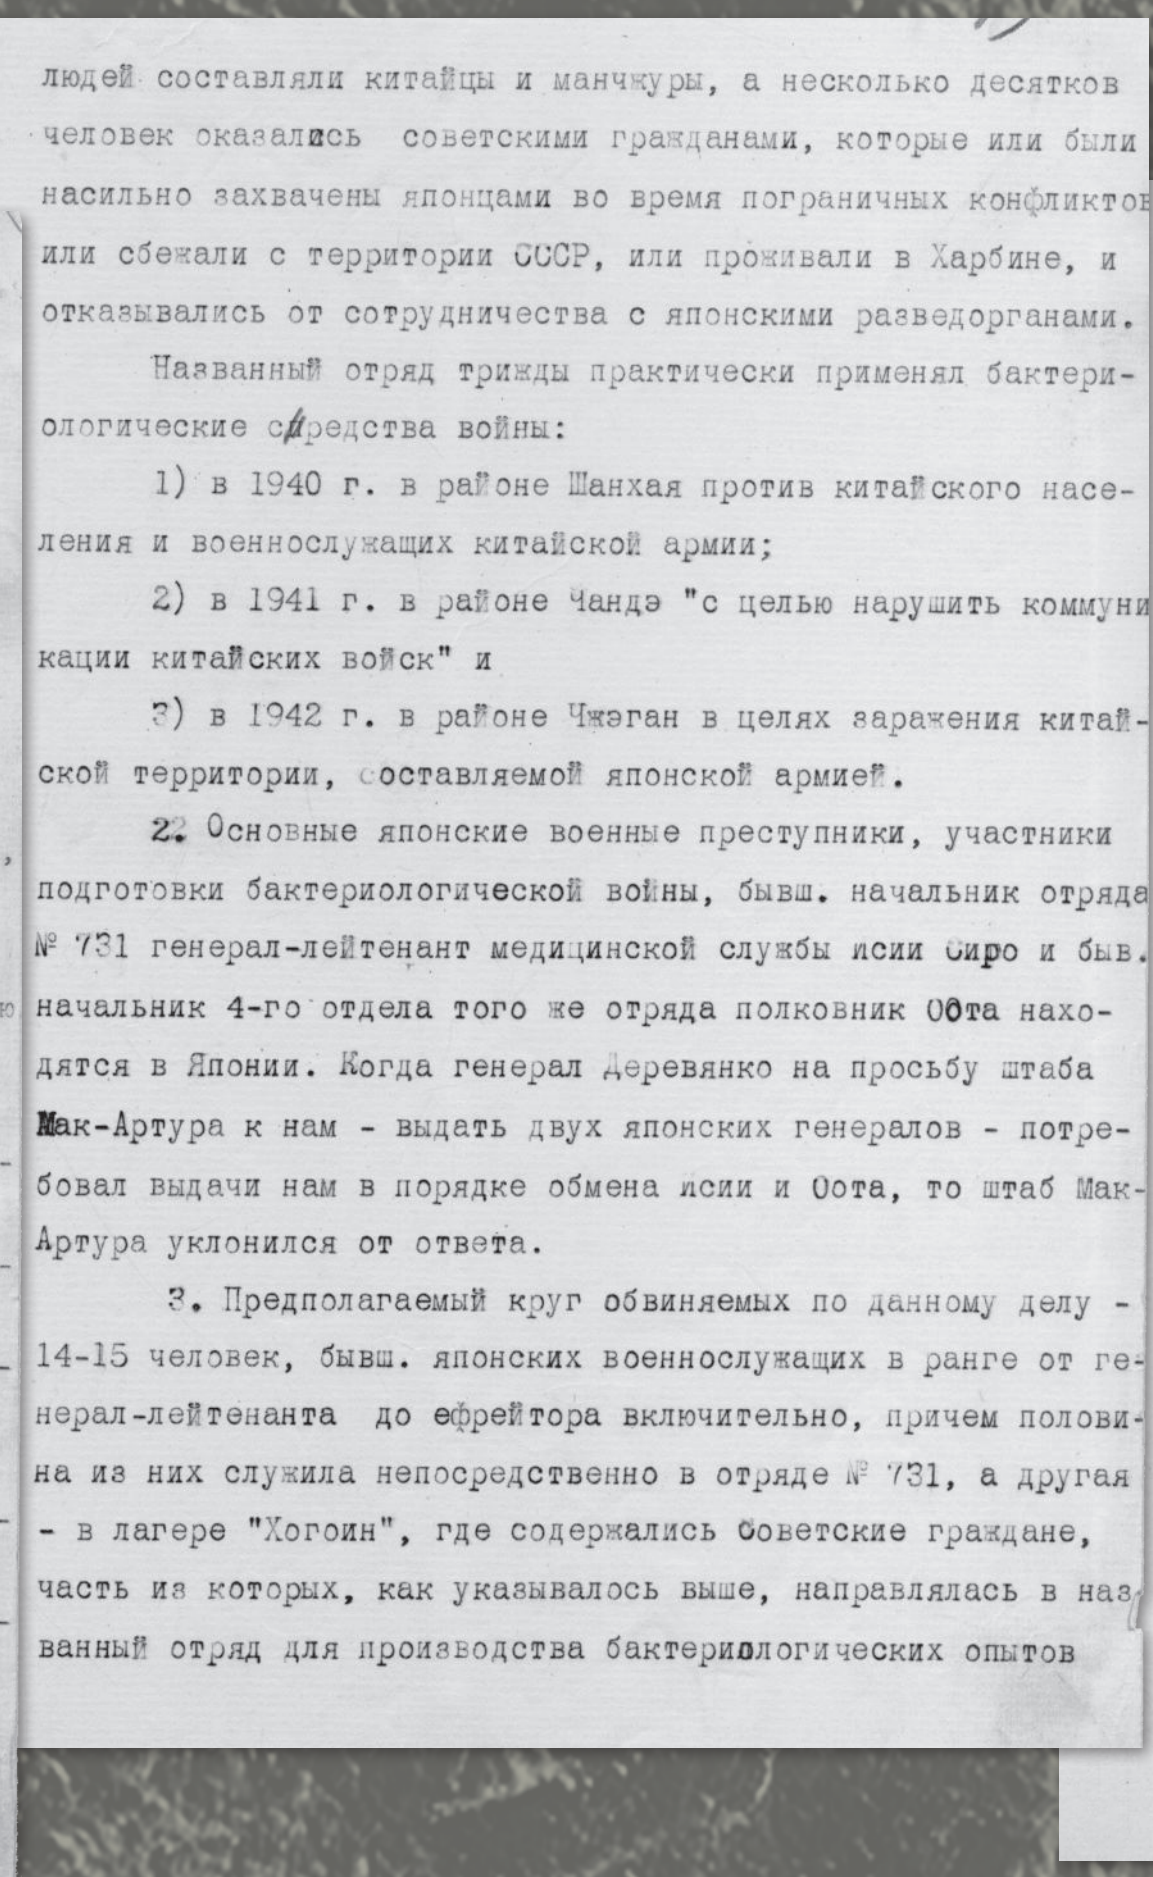 людей составляли китайцы и манчжуры, а несколько десятков
человек оказались советскими гражданами, которые или были
насильно захвачены японцами во время пограничных конфликтов
или сбежали с территории СССР, или проживали в Харбине, и
отказывались от сотрудничества с японскими разведорганами.
Названный отряд трижды практически применял бактери-
ологические средства войны:
1) в 1940 г. в районе Шанхая против китайского насе-
ления и военнослужащих китайской армии;
2) в 1941 г. в районе Чандэ "с целью нарушить коммуни
кации китайских войск" и
3) в 1942 г. в районе Чжэган в целях заражения китай-
ской территории, составляемой японской армией.
2. Основные японские военные преступники, участники
подготовки бактериологической войны, бывш. начальник отряда
№ 731 генерал-лейтенант медицинской службы Исии Сиро и быв.
начальник 4-го отдела того же отряда полковник Оота нахо-
дятся в Японии. Когда генерал Деревянко на просьбу штаба
Мак-Артура к нам - выдать двух японских генералов - потре-
бовал выдачи нам в порядке обмена Исии и Оота, то штаб Мак-
Артура уклонился от ответа.
3. Предполагаемый круг обвиняемых по данному делу -
14-15 человек, бывш. японских военнослужащих в ранге от ге-
нерал-лейтенанта до ефрейтора включительно, причем полови-
на из них служила непосредственно в отряде № 731, а другая
- в лагере "Хогоин", где содержались Советские граждане,
часть из которых, как указывалось выше, направлялась в наз
ванный отряд для производства бактериологических опытов